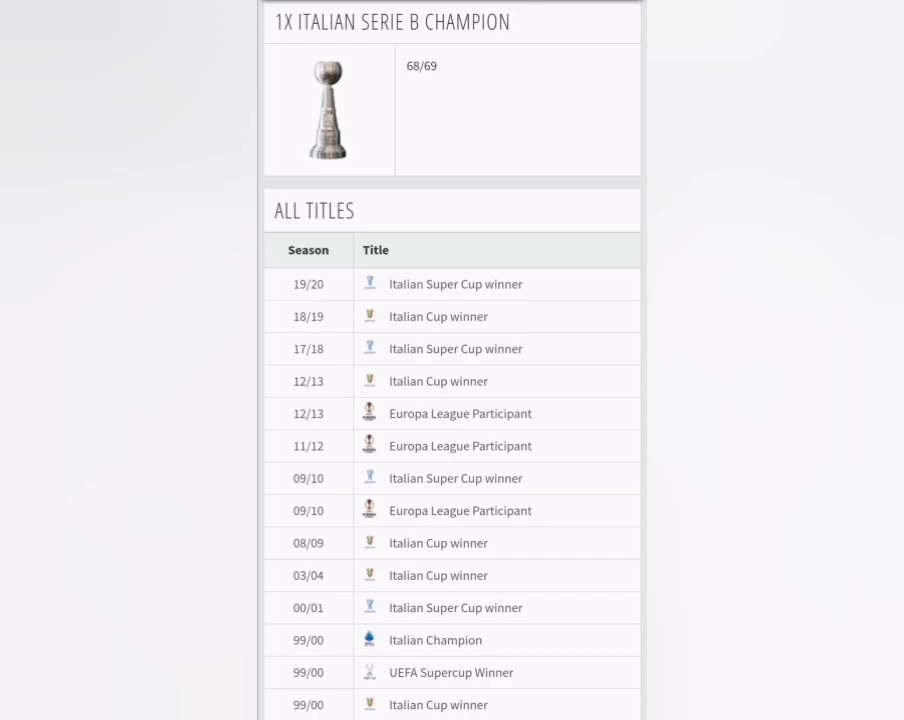 1X ITALIAN SERIE B CHAMPION
68/69
ALL TITLES
Season Title
19/20 Italian Super Cup winner
18/19 Italian Cup winner
17/18 Italian Super Cup winner
12/13 Italian Cup winner
12/13 Europa League Participant
11/12 Europa League Participant
09/10 Italian Super Cup winner
09/10 Europa League Participant
08/09 Italian Cup winner
03/04 Italian Cup winner
00/01 Italian Super Cup winner
99/00 Italian Champion
99/00 UEFA Supercup Winner
99/00 Italian Cup winner